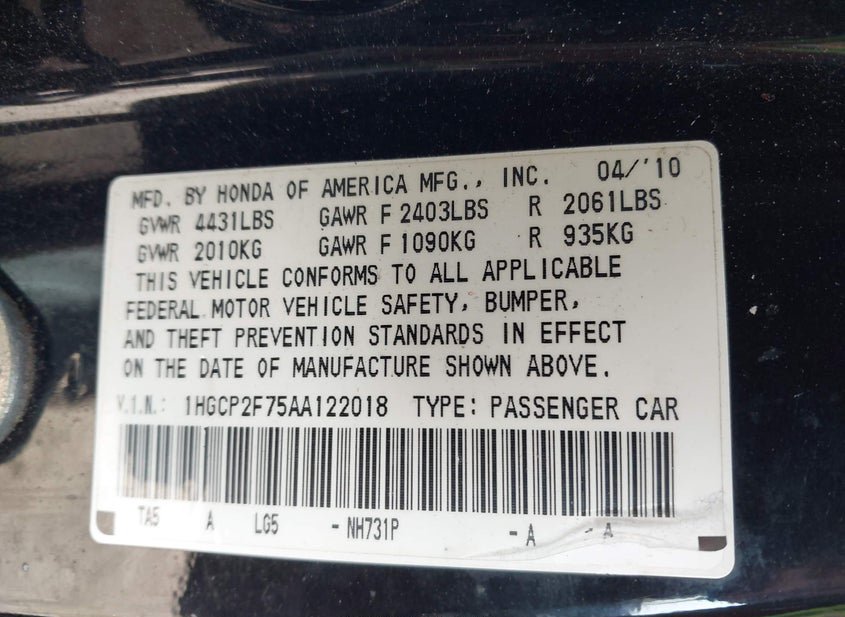 MFD. BY HONDA OF AMERICA MFG., INC. 04/'10
GVWR 4431LBS GAWR F 2403LBS R 2061LBS
GVWR 2010KG GAWR F 1090KG R 935KG
THIS VEHICLE CONFORMS TO ALL APPLICABLE
FEDERAL MOTOR VEHICLE SAFETY, BUMPER,
AND THEFT PREVENTION STANDARDS IN EFFECT
ON THE DATE OF MANUFACTURE SHOWN ABOVE.
V.I.N.: 1HGCP2F75AA122018 TYPE: PASSENGER CAR
TA5 A LG5 - NH731P - A - A